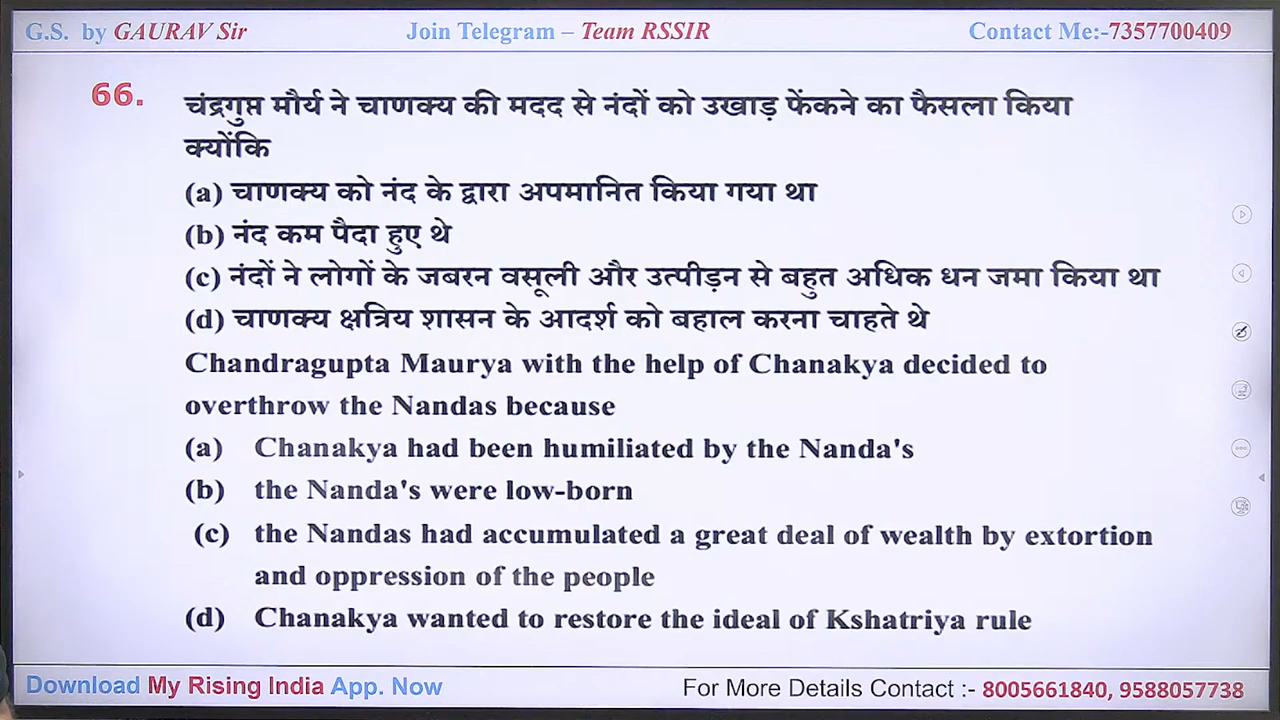 G.S. by GAURAV Sir
Join Telegram – Team RSSIR
Contact Me:-7357700409
66.
चंद्रगुप्त मौर्य ने चाणक्य की मदद से नंदों को उखाड़ फेंकने का फैसला किया
क्योंकि
(a) चाणक्य को नंद के द्वारा अपमानित किया गया था
(b) नंद कम पैदा हुए थे
(c) नंदों ने लोगों के जबरन वसूली और उत्पीड़न से बहुत अधिक धन जमा किया था
(d) चाणक्य क्षत्रिय शासन के आदर्श को बहाल करना चाहते थे
Chandragupta Maurya with the help of Chanakya decided to
overthrow the Nandas because
(a) Chanakya had been humiliated by the Nanda's
(b) the Nanda's were low-born
(c) the Nandas had accumulated a great deal of wealth by extortion
and oppression of the people
(d) Chanakya wanted to restore the ideal of Kshatriya rule
Download My Rising India App. Now
For More Details Contact :- 8005661840, 9588057738